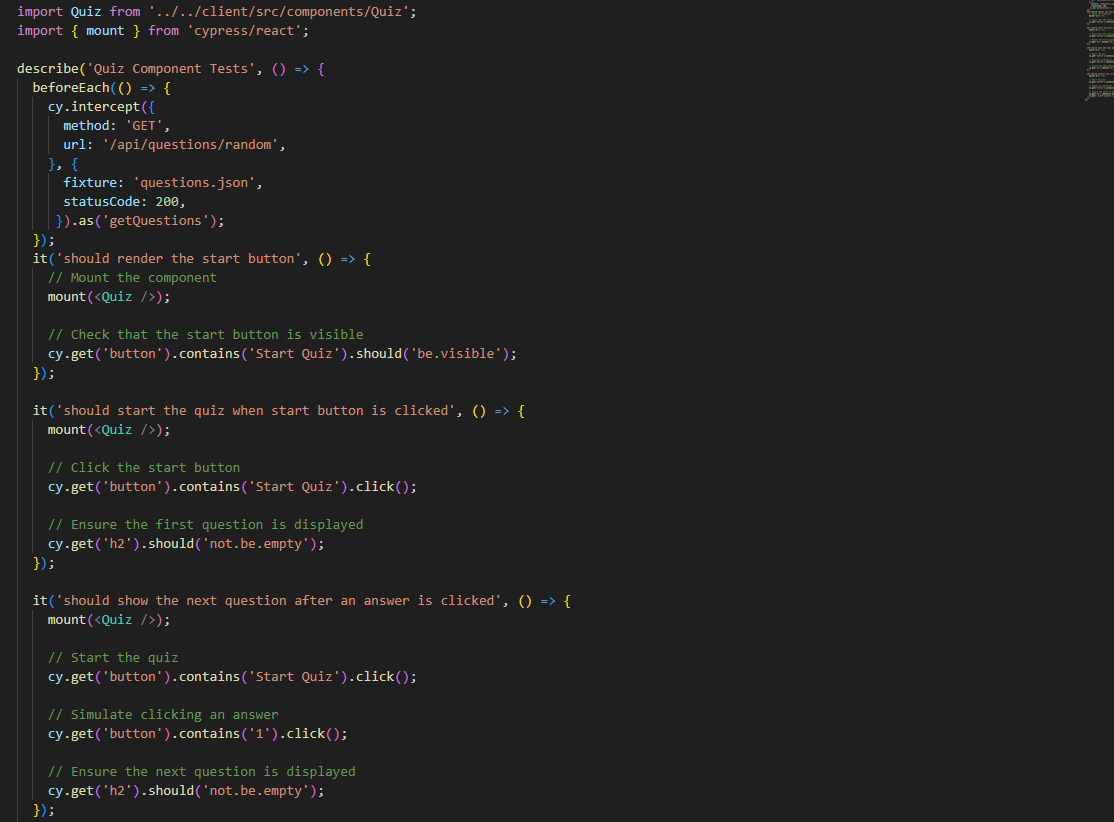 import Quiz from '../../client/src/components/Quiz';
import { mount } from 'cypress/react';
describe('Quiz Component Tests', () => {
beforeEach(() => {
cy.intercept({
method: 'GET',
url: '/api/questions/random',
}, {
fixture: 'questions.json',
statusCode: 200,
}).as('getQuestions');
});
it('should render the start button', () => {
// Mount the component
mount(<Quiz />);
// Check that the start button is visible
cy.get('button').contains('Start Quiz').should('be.visible');
});
it('should start the quiz when start button is clicked', () => {
mount(<Quiz />);
// Click the start button
cy.get('button').contains('Start Quiz').click();
// Ensure the first question is displayed
cy.get('h2').should('not.be.empty');
});
it('should show the next question after an answer is clicked', () => {
mount(<Quiz />);
// Start the quiz
cy.get('button').contains('Start Quiz').click();
// Simulate clicking an answer
cy.get('button').contains('1').click();
// Ensure the next question is displayed
cy.get('h2').should('not.be.empty');
});